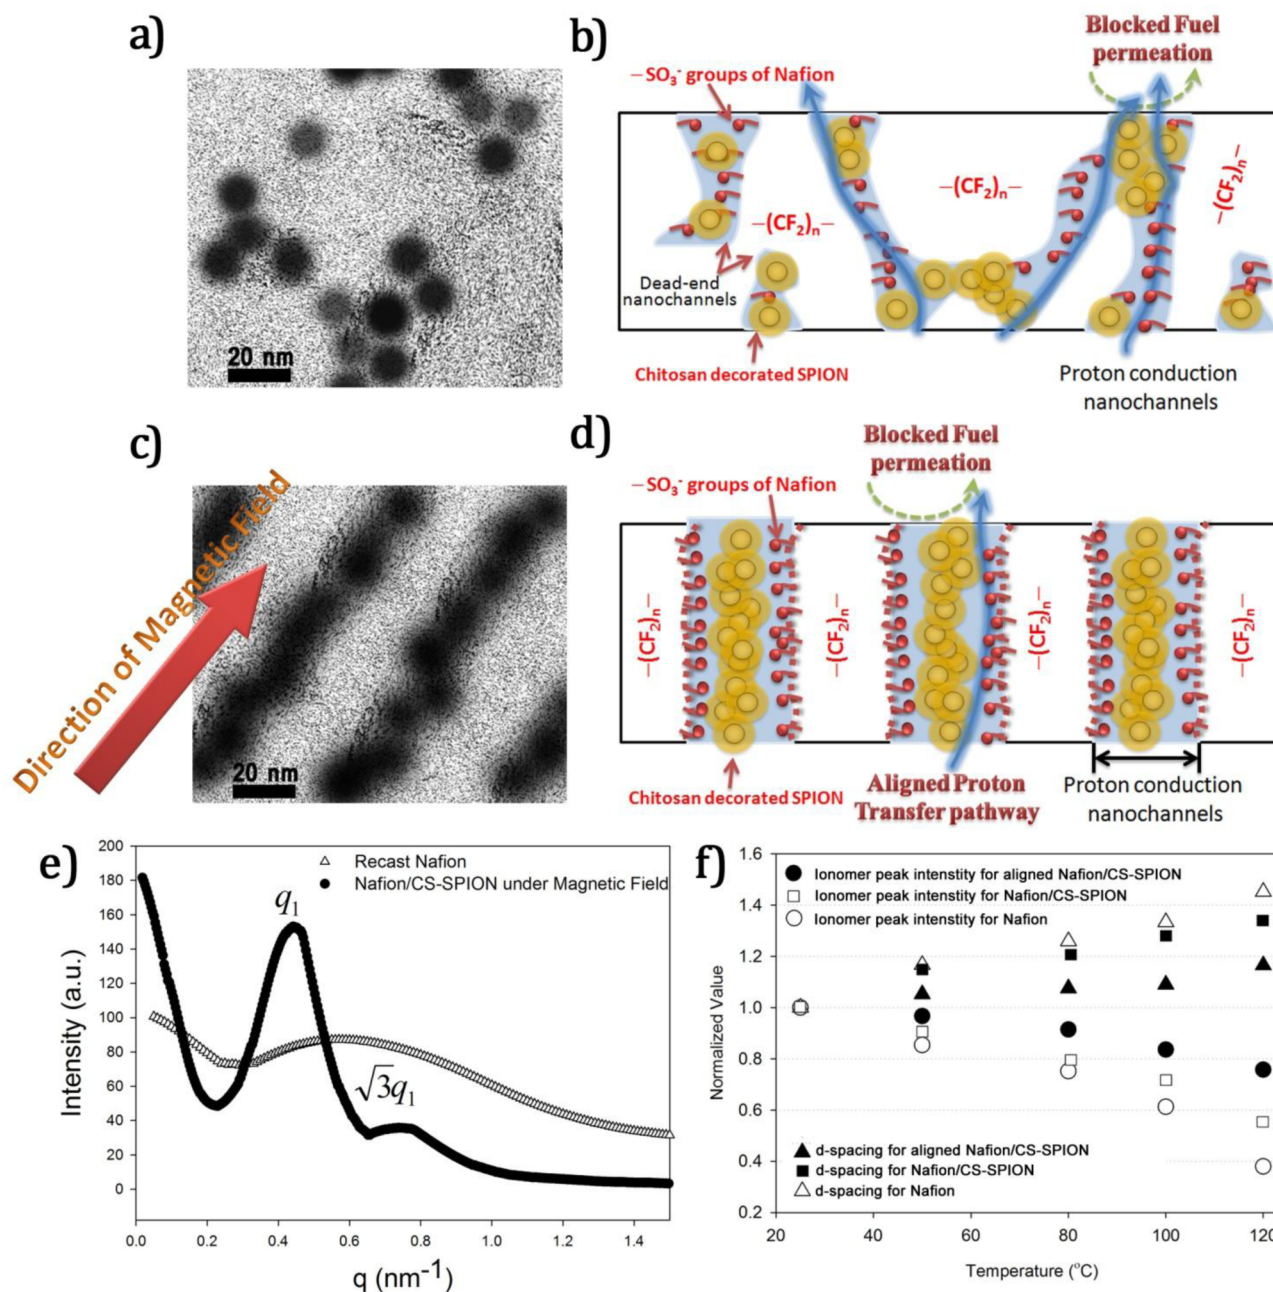 a)
20 nm
b)
Blocked Fuel
permeation
—SO₃⁻ groups of Nafion
—(CF₂)ₙ—
—(CF₂)ₙ—
—(CF₂)ₙ—
Dead-end
nanochannels
Chitosan decorated SPION
Proton conduction
nanochannels
c)
Direction of Magnetic Field
20 nm
d)
Blocked Fuel
permeation
—SO₃⁻ groups of Nafion
—(CF₂)ₙ—
—(CF₂)ₙ—
—(CF₂)ₙ—
—(CF₂)ₙ—
Chitosan decorated SPION
Aligned Proton
Transfer pathway
Proton conduction
nanochannels
e)
Recast Nafion
Nafion/CS-SPION under Magnetic Field
q₁
√3q₁
Intensity (a.u.)
200
180
160
140
120
100
80
60
40
20
0
0.0 0.2 0.4 0.6 0.8 1.0 1.2 1.4
q (nm⁻¹)
f)
Ionomer peak intenstity for aligned Nafion/CS-SPION
Ionomer peak intenstity for Nafion/CS-SPION
Ionomer peak intenstity for Nafion
d-spacing for aligned Nafion/CS-SPION
d-spacing for Nafion/CS-SPION
d-spacing for Nafion
Normalized Value
1.6
1.4
1.2
1.0
0.8
0.6
0.4
0.2
20 40 60 80 100 120
Temperature (°C)